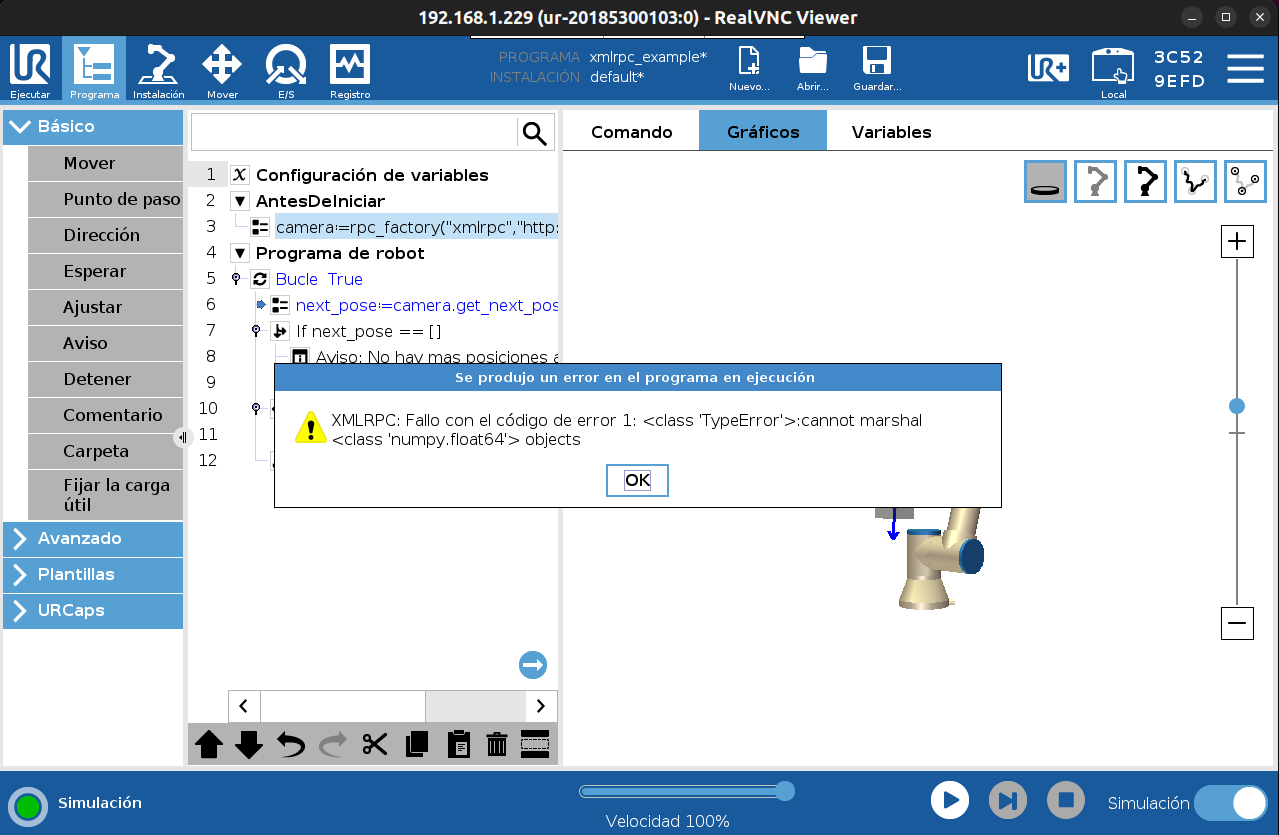 192.168.1.229 (ur-20185300103:0) - RealVNC Viewer
UR
Ejecutar
Programa
Instalación
Mover
E/S
Registro
PROGRAMA xmlrpc_example*
INSTALACIÓN default*
Nuevo...
Abrir...
Guardar...
UR+
Local
3C52
9EFD
Básico
Mover
Punto de paso
Dirección
Esperar
Ajustar
Aviso
Detener
Comentario
Carpeta
Fijar la carga
útil
Avanzado
Plantillas
URCaps
1 X Configuración de variables
2 AntesDeIniciar
3 camera:=rpc_factory("xmlrpc","http:
4 Programa de robot
5 Bucle True
6 next_pose:=camera.get_next_pos
7 If next_pose == []
8 Aviso: No hay mas posiciones a
9
10
11
12
Comando
Gráficos
Variables
Se produjo un error en el programa en ejecución
XMLRPC: Fallo con el código de error 1: <class 'TypeError'>:cannot marshal
<class 'numpy.float64'> objects
OK
Simulación
Velocidad 100%
Simulación